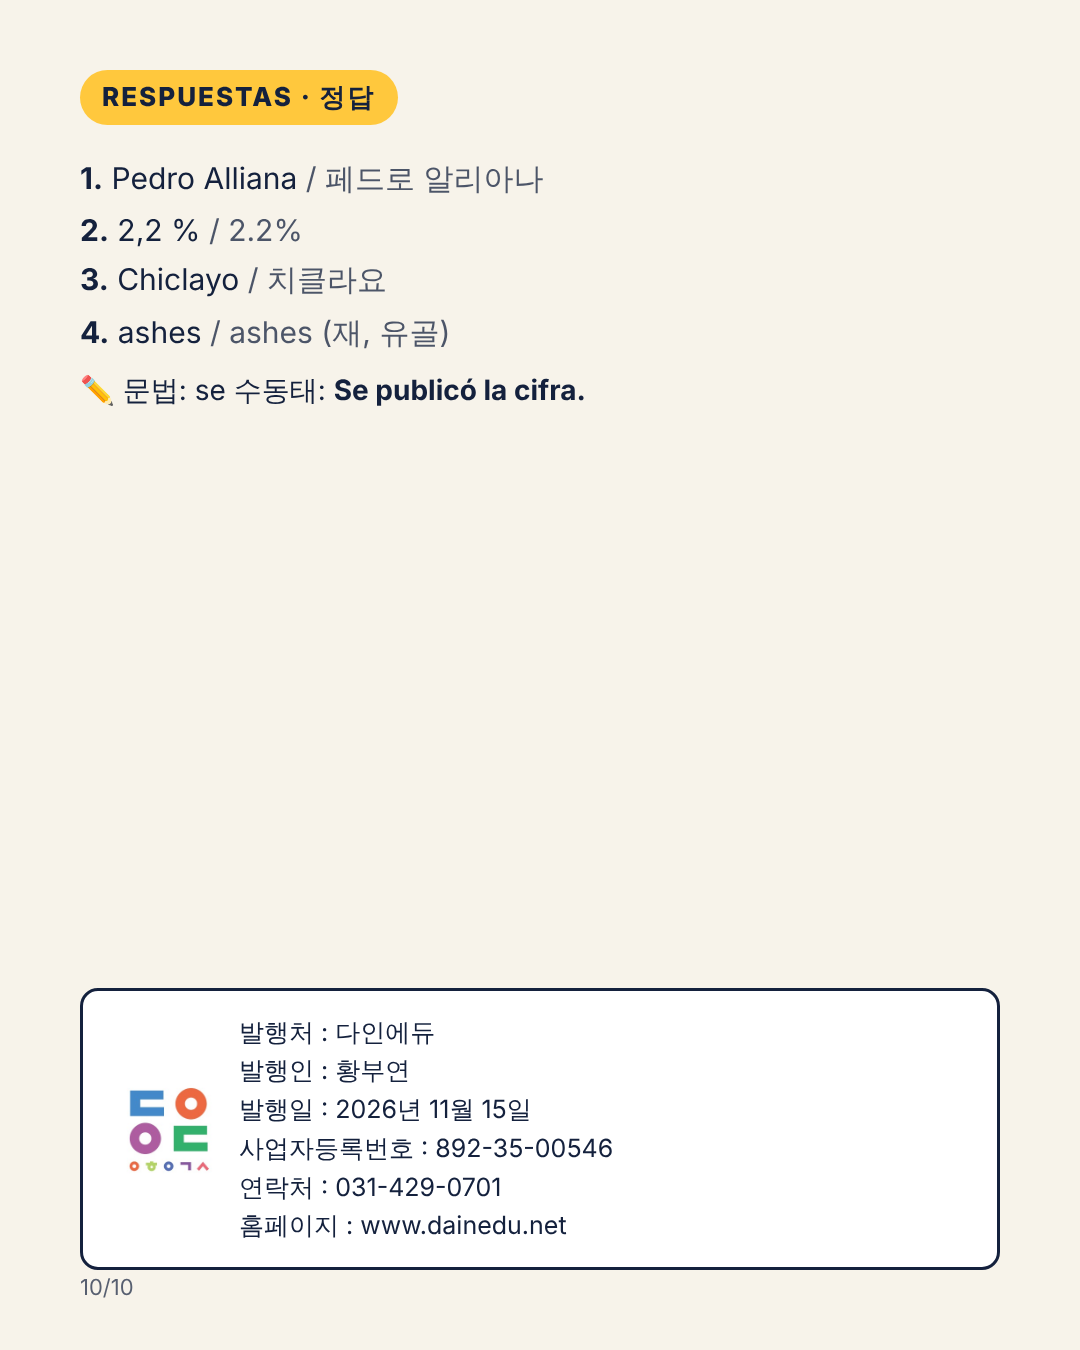 RESPUESTAS · 정답
1. Pedro Alliana / 페드로 알리아나
2. 2,2 % / 2.2%
3. Chiclayo / 치클라요
4. ashes / ashes (재, 유골)
✏️ 문법: se 수동태: Se publicó la cifra.
발행처 : 다인에듀
발행인 : 황부연
발행일 : 2026년 11월 15일
사업자등록번호 : 892-35-00546
연락처 : 031-429-0701
홈페이지 : www.dainedu.net
10/10